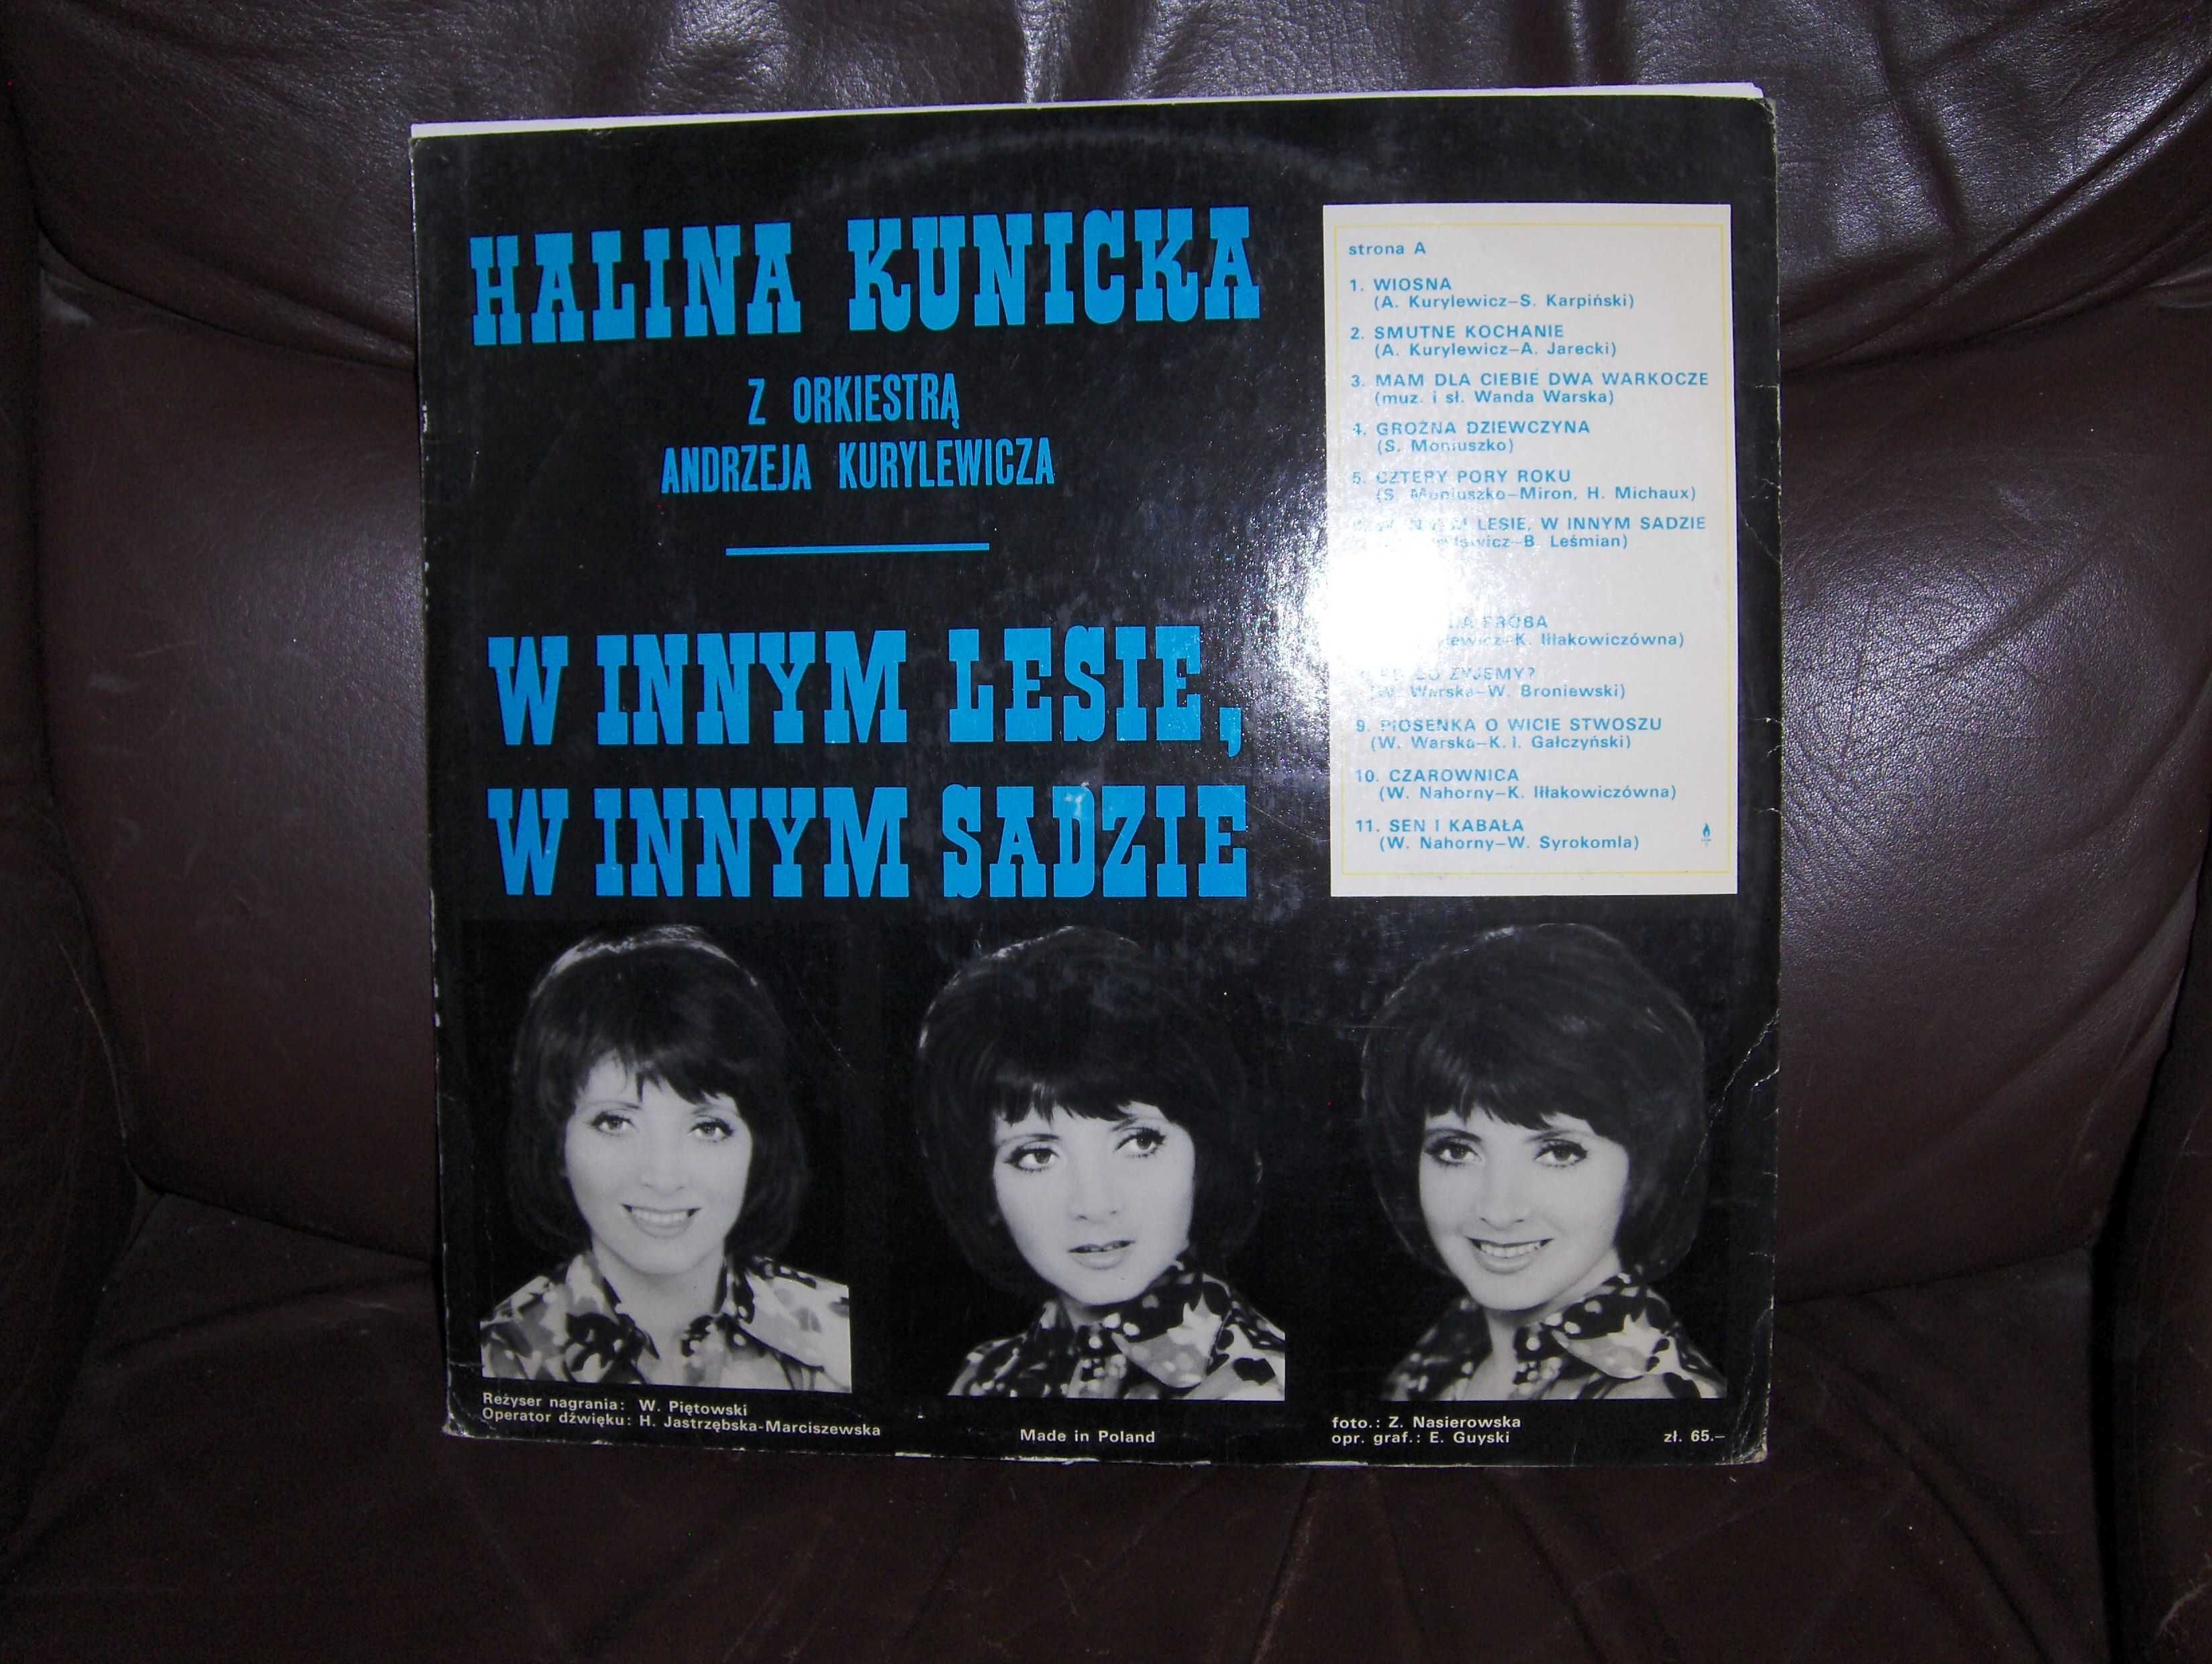 HALINA KUNICKA
Z ORKIESTRĄ
ANDRZEJA KURYLEWICZA
W INNYM LESIE,
W INNYM SADZIE
strona A
1. WIOSNA
(A. Kurylewicz–S. Karpiński)
2. SMUTNE KOCHANIE
(A. Kurylewicz–A. Jarecki)
3. MAM DLA CIEBIE DWA WARKOCZE
(muz. i sł. Wanda Warska)
4. GROŹNA DZIEWCZYNA
(S. Moniuszko)
5. CZTERY PORY ROKU
(S. Moniuszko–Miron, H. Michaux)
LESIE, W INNYM SADZIE
B. Leśmian)
PRÓBA
K. Iłłakowiczówna)
ŻYJEMY?
(W. Warska–W. Broniewski)
9. PIOSENKA O WICIE STWOSZU
(W. Warska–K. I. Gałczyński)
10. CZAROWNICA
(W. Nahorny–K. Iłłakowiczówna)
11. SEN I KABAŁA
(W. Nahorny–W. Syrokomla)
Reżyser nagrania: W. Piętowski
Operator dźwięku: H. Jastrzębska-Marciszewska
Made in Poland
foto.: Z. Nasierowska
opr. graf.: E. Guyski
zł. 65.–